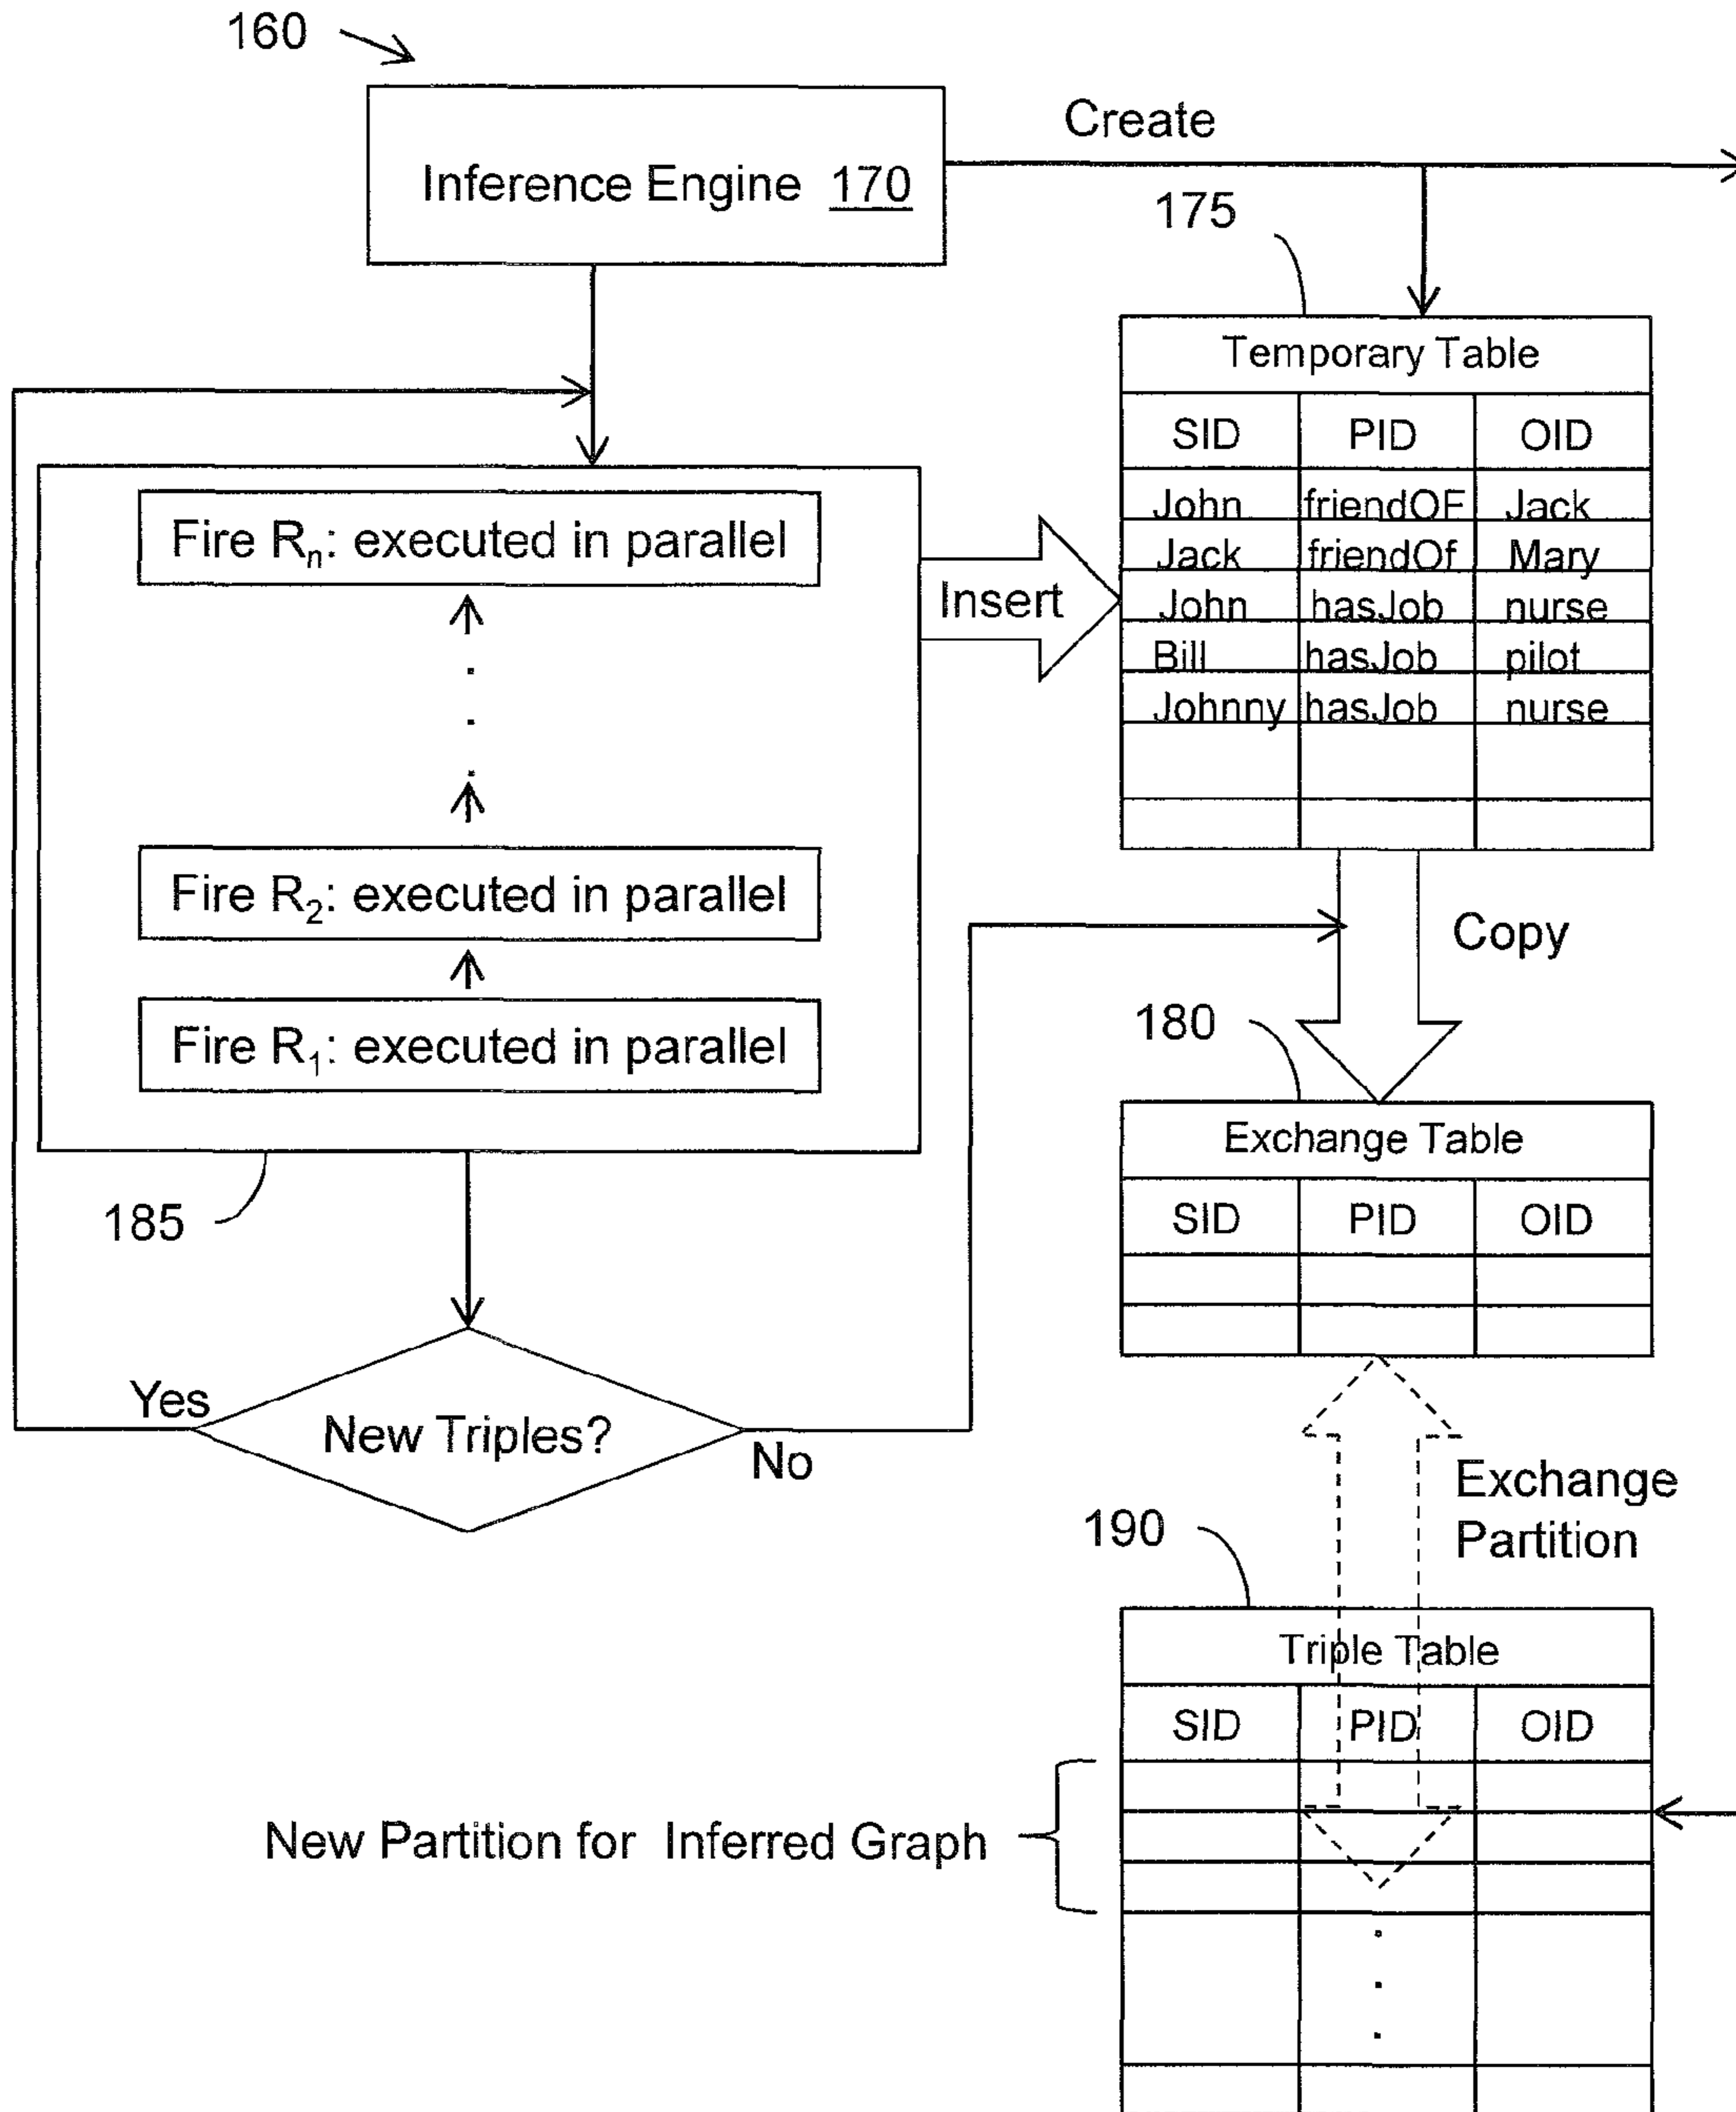 160
Create
Inference Engine 170
175
Temporary Table
SID PID OID
John friendOF Jack
Jack friendOf Mary
John hasJob nurse
Bill hasJob pilot
Johnny hasJob nurse
Fire Rn: executed in parallel
Insert
Fire R2: executed in parallel
Copy
Fire R1: executed in parallel
180
Exchange Table
SID PID OID
185
Yes
New Triples?
No
Exchange
Partition
190
Triple Table
SID PID OID
New Partition for Inferred Graph